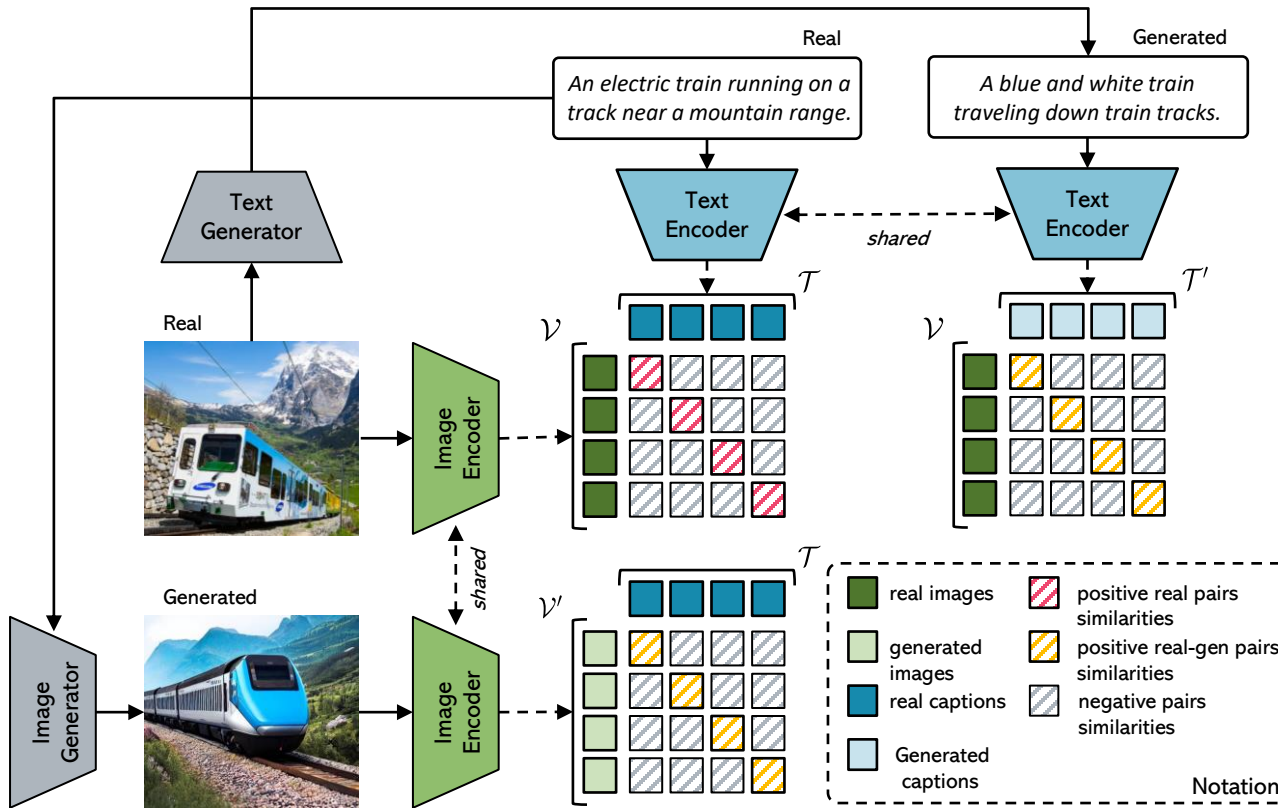 Real
Generated
An electric train running on a
track near a mountain range.
A blue and white train
traveling down train tracks.
Text
Generator
Text
Encoder
shared
Text
Encoder
𝒯
𝒯′
Real
𝒱
𝒱
Image
Encoder
shared
𝒯
Generated
𝒱′
Image
Generator
Image
Encoder
real images
positive real pairs
similarities
generated
images
positive real-gen pairs
similarities
real captions
negative pairs
similarities
Generated
captions
Notation